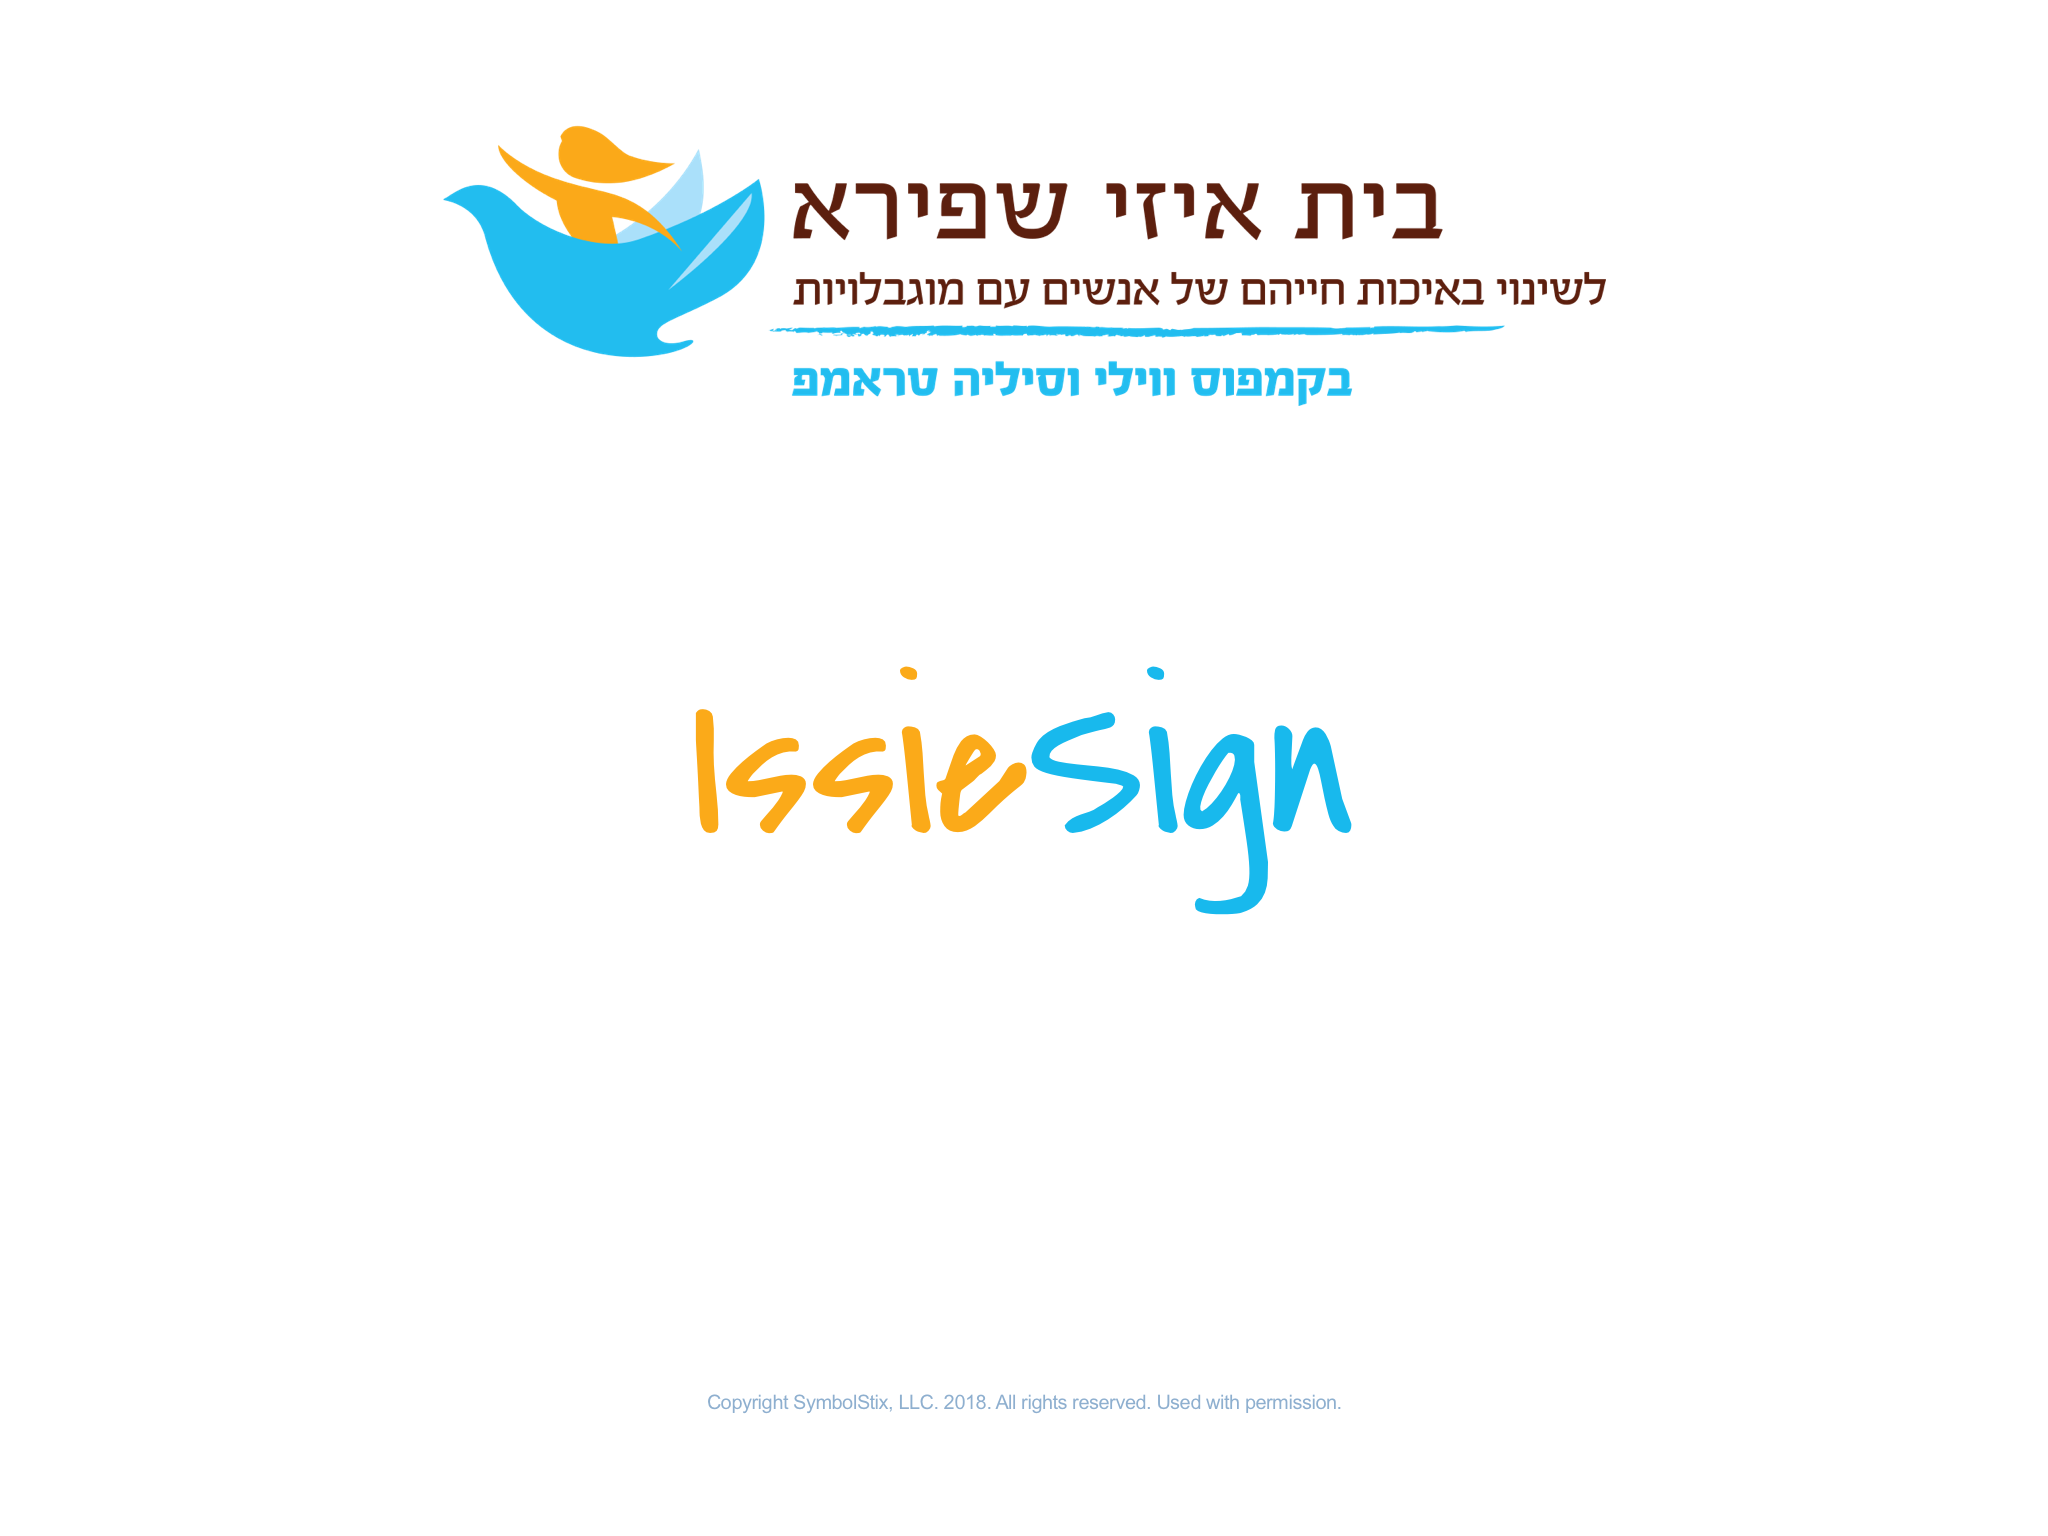 בית איזי שפירא
לשינוי באיכות חייהם של אנשים עם מוגבלויות
בקמפוס ווילי וסיליה טראמפ
IssieSign
Copyright SymbolStix, LLC. 2018. All rights reserved. Used with permission.